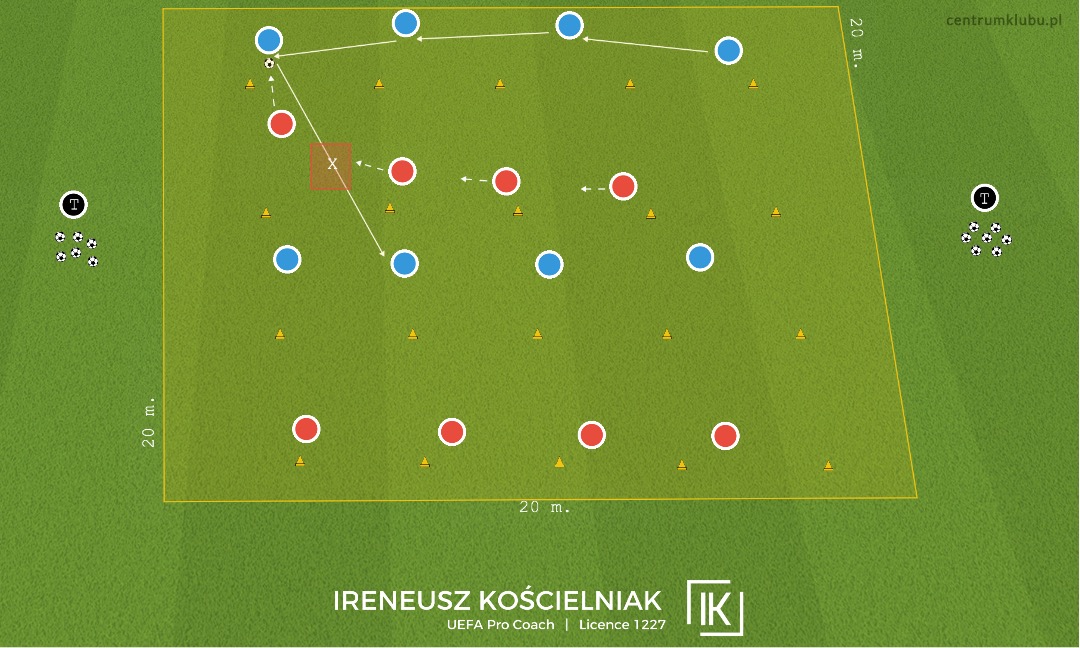 centrumklubu.pl
20 m.
X
T
T
20 m.
20 m.
IRENEUSZ KOŚCIELNIAK
UEFA Pro Coach | Licence 1227
IK